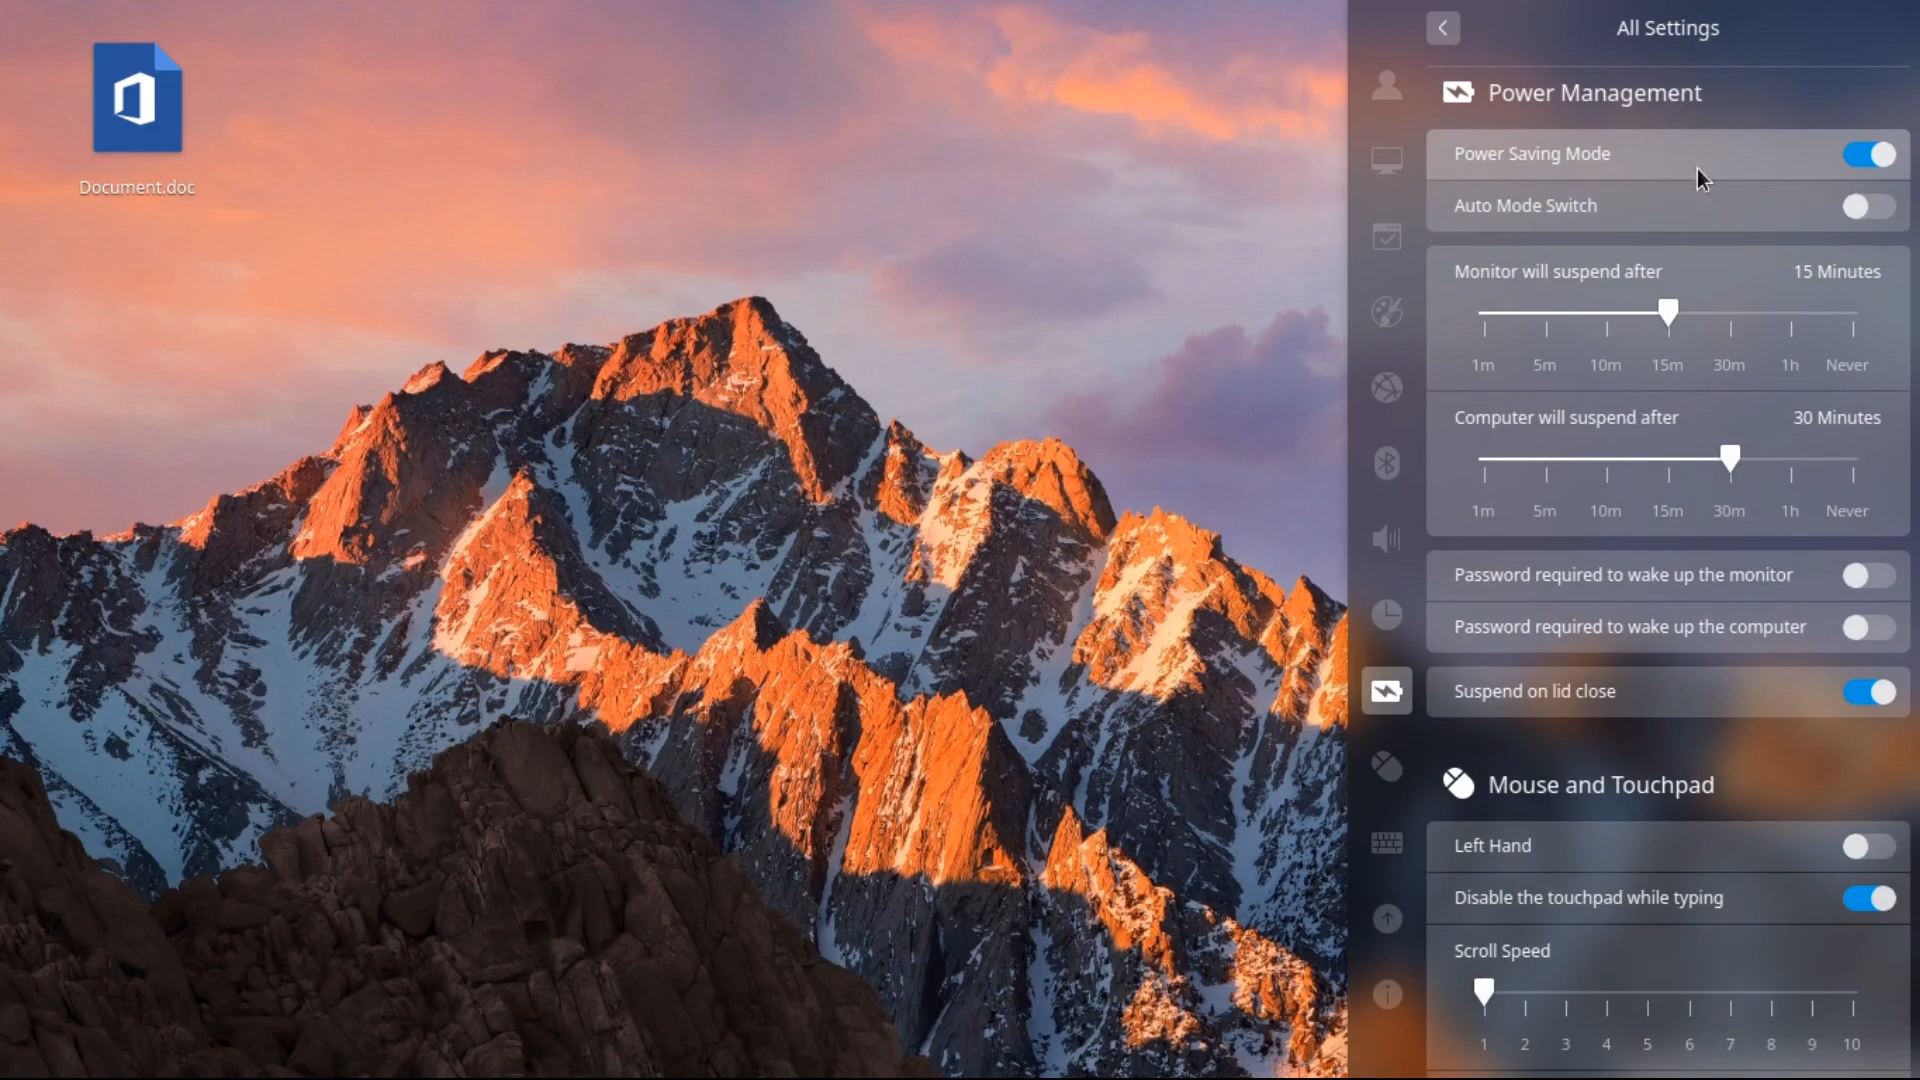 Document.doc
All Settings
Power Management
Power Saving Mode
Auto Mode Switch
Monitor will suspend after 15 Minutes
1m 5m 10m 15m 30m 1h Never
Computer will suspend after 30 Minutes
1m 5m 10m 15m 30m 1h Never
Password required to wake up the monitor
Password required to wake up the computer
Suspend on lid close
Mouse and Touchpad
Left Hand
Disable the touchpad while typing
Scroll Speed
1 2 3 4 5 6 7 8 9 10